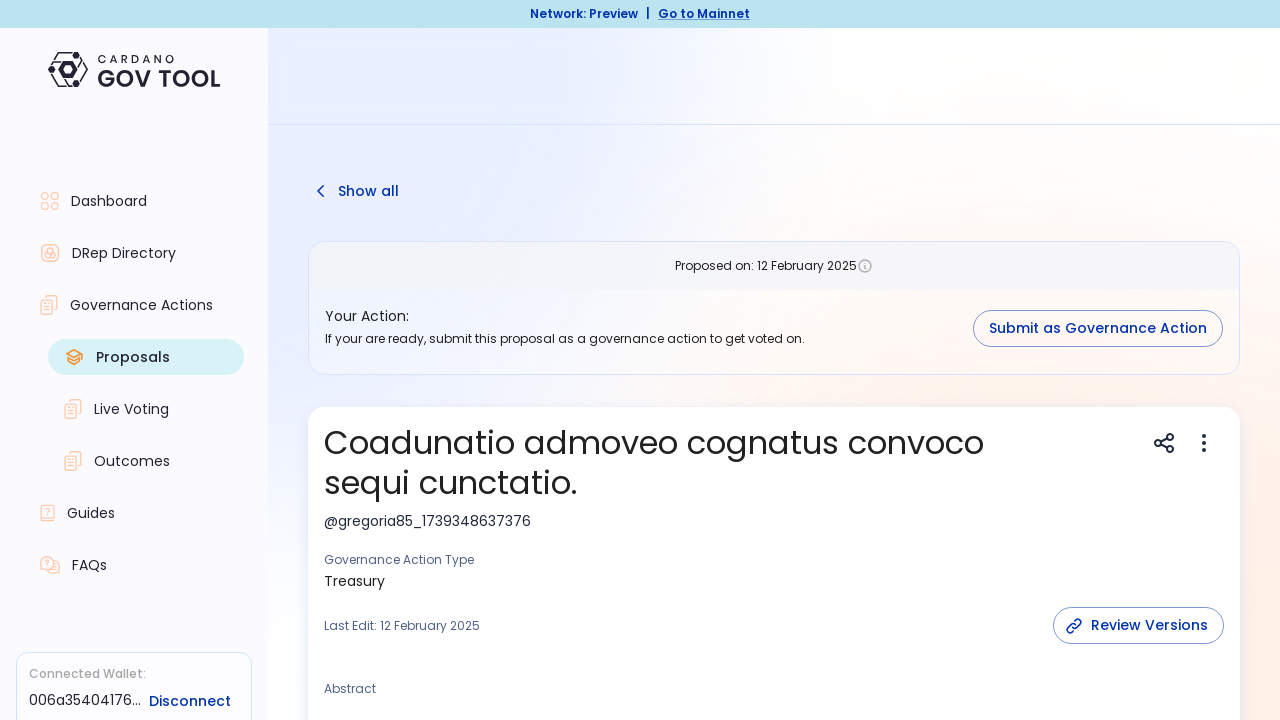 Network: Preview | Go to Mainnet
CARDANO
GOV TOOL
Dashboard
DRep Directory
Governance Actions
Proposals
Live Voting
Outcomes
Guides
FAQs
Connected Wallet:
006a35404176... Disconnect
Show all
Proposed on: 12 February 2025
Your Action:
If your are ready, submit this proposal as a governance action to get voted on.
Submit as Governance Action
Coadunatio admoveo cognatus convoco
sequi cunctatio.
@gregoria85_1739348637376
Governance Action Type
Treasury
Last Edit: 12 February 2025
Review Versions
Abstract